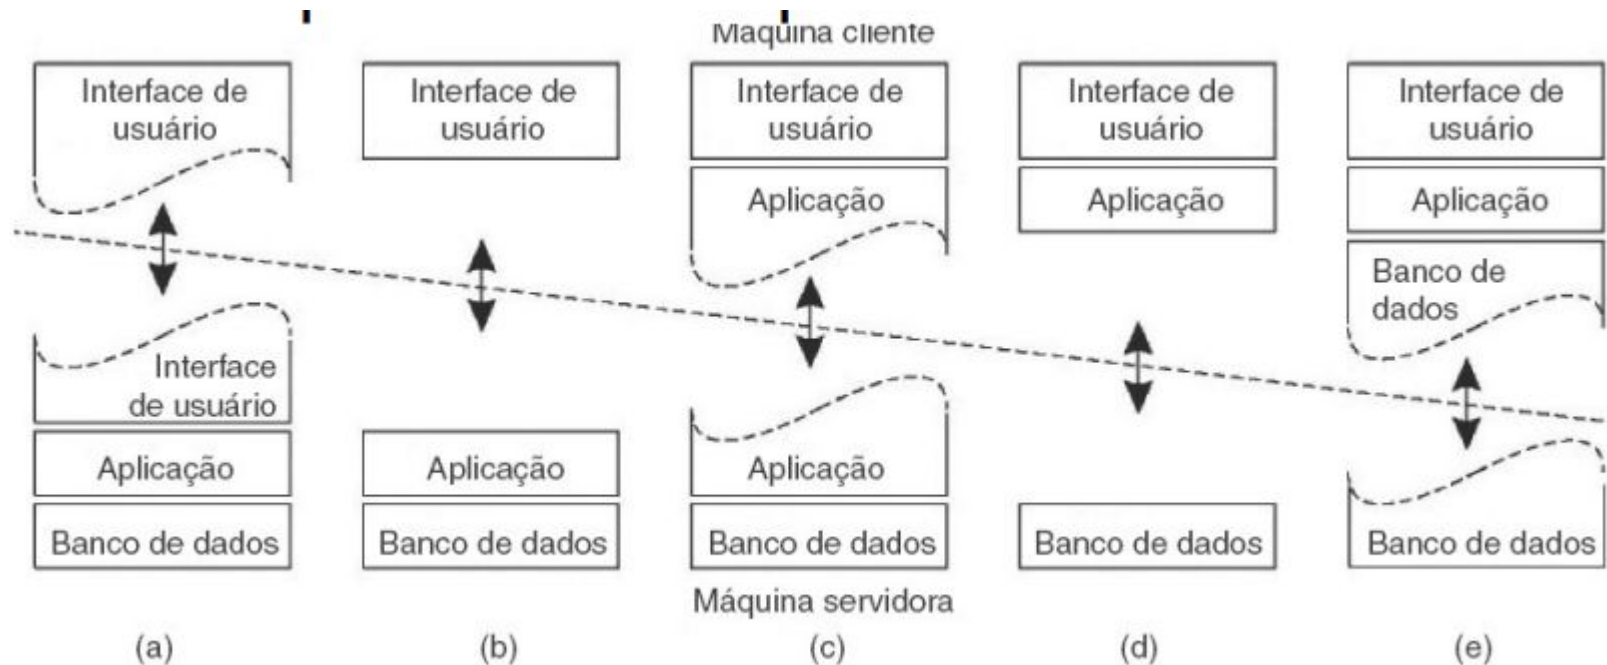 Máquina cliente
Interface de
usuário
Interface de
usuário
Interface de
usuário
Interface de
usuário
Interface de
usuário
Aplicação
Aplicação
Aplicação
Banco de
dados
Interface
de usuário
Aplicação
Aplicação
Aplicação
Banco de dados
Banco de dados
Banco de dados
Banco de dados
Banco de dados
Máquina servidora
(a)
(b)
(c)
(d)
(e)